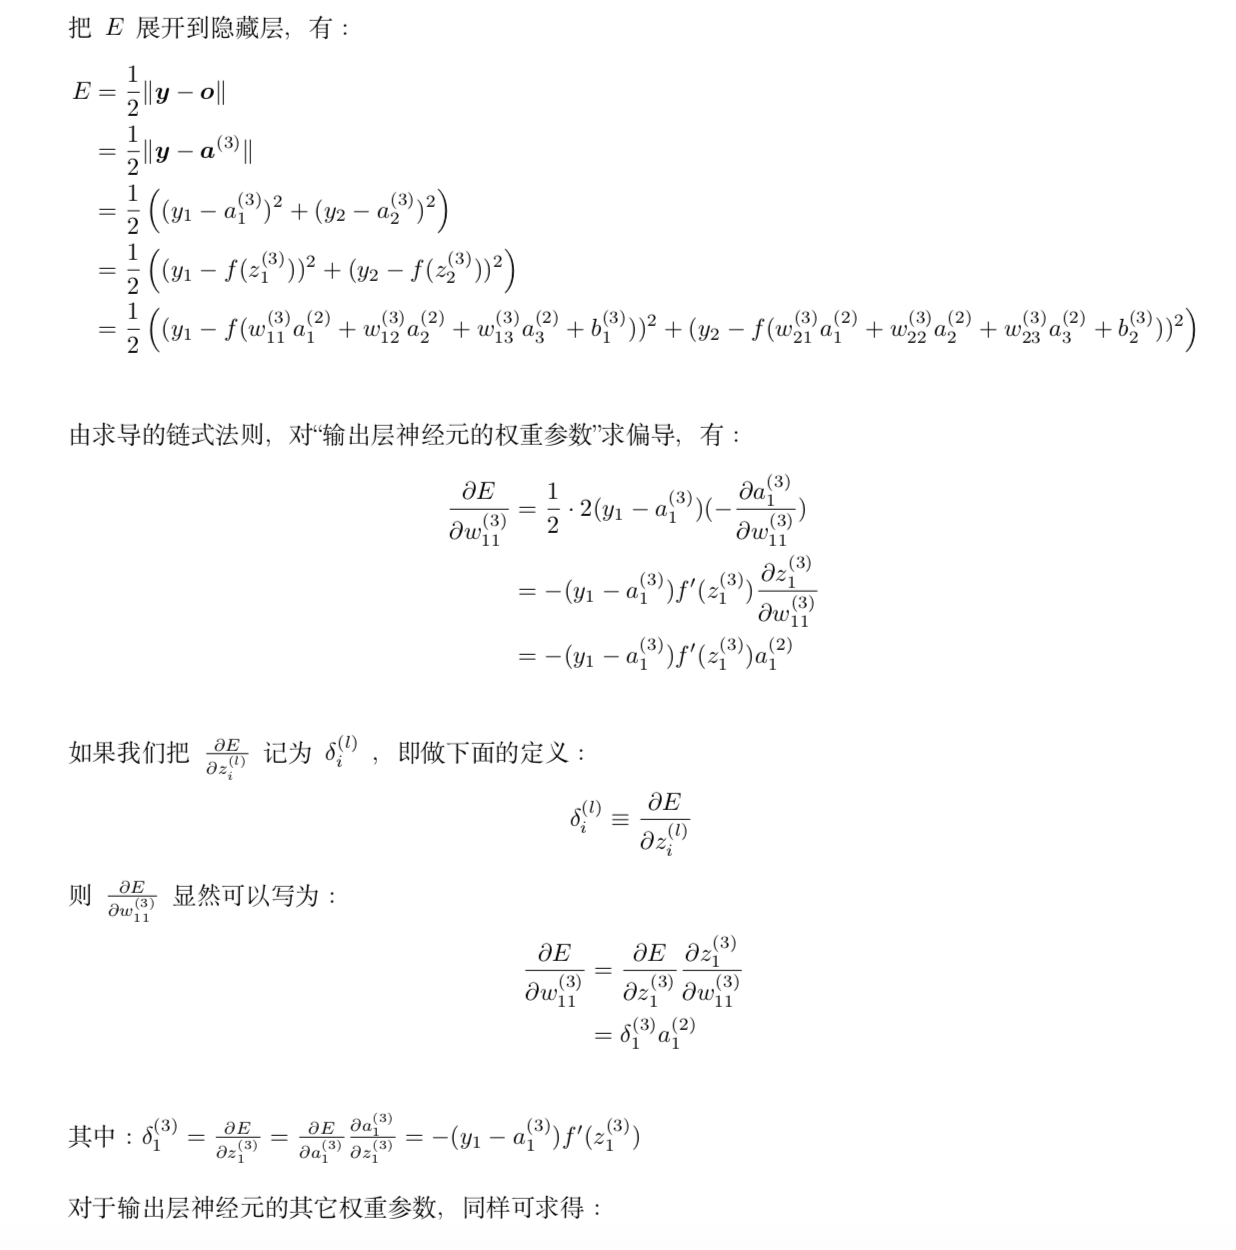 把 E 展开到隐藏层, 有：
E = \frac{1}{2}\|\boldsymbol{y} - \boldsymbol{o}\|
= \frac{1}{2}\|\boldsymbol{y} - \boldsymbol{a}^{(3)}\|
= \frac{1}{2}\left((y_1 - a_1^{(3)})^2 + (y_2 - a_2^{(3)})^2\right)
= \frac{1}{2}\left((y_1 - f(z_1^{(3)}))^2 + (y_2 - f(z_2^{(3)}))^2\right)
= \frac{1}{2}\left((y_1 - f(w_{11}^{(3)}a_1^{(2)} + w_{12}^{(3)}a_2^{(2)} + w_{13}^{(3)}a_3^{(2)} + b_1^{(3)}))^2 + (y_2 - f(w_{21}^{(3)}a_1^{(2)} + w_{22}^{(3)}a_2^{(2)} + w_{23}^{(3)}a_3^{(2)} + b_2^{(3)}))^2\right)
由求导的链式法则, 对“输出层神经元的权重参数”求偏导, 有：
\frac{\partial E}{\partial w_{11}^{(3)}} = \frac{1}{2} \cdot 2(y_1 - a_1^{(3)})(-\frac{\partial a_1^{(3)}}{\partial w_{11}^{(3)}})
= -(y_1 - a_1^{(3)})f'(z_1^{(3)})\frac{\partial z_1^{(3)}}{\partial w_{11}^{(3)}}
= -(y_1 - a_1^{(3)})f'(z_1^{(3)})a_1^{(2)}
如果我们把 \frac{\partial E}{\partial z_i^{(l)}} 记为 \delta_i^{(l)} ，即做下面的定义：
\delta_i^{(l)} \equiv \frac{\partial E}{\partial z_i^{(l)}}
则 \frac{\partial E}{\partial w_{11}^{(3)}} 显然可以写为：
\frac{\partial E}{\partial w_{11}^{(3)}} = \frac{\partial E}{\partial z_1^{(3)}}\frac{\partial z_1^{(3)}}{\partial w_{11}^{(3)}}
= \delta_1^{(3)}a_1^{(2)}
其中：\delta_1^{(3)} = \frac{\partial E}{\partial z_1^{(3)}} = \frac{\partial E}{\partial a_1^{(3)}}\frac{\partial a_1^{(3)}}{\partial z_1^{(3)}} = -(y_1 - a_1^{(3)})f'(z_1^{(3)})
对于输出层神经元的其它权重参数, 同样可求得：